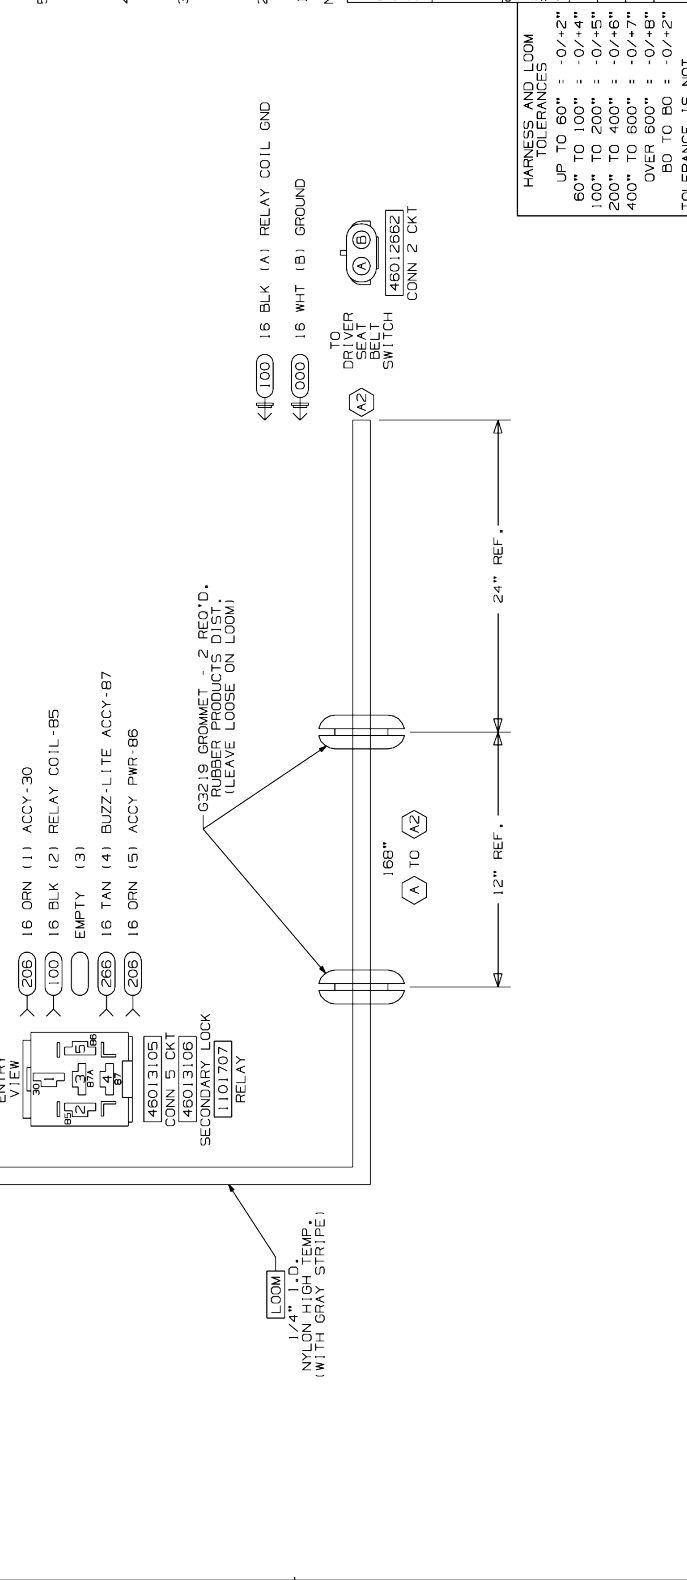 ENTRY
VIEW
30
1
85
2
3
87A
5
86
4
87
206 16 ORN (1) ACCY-30
100 16 BLK (2) RELAY COIL-85
EMPTY (3)
266 16 TAN (4) BUZZ-LITE ACCY-87
206 16 ORN (5) ACCY PWR-86
46013105
CONN 5 CKT
46013106
SECONDARY LOCK
1101707
RELAY
LOOM
1/4" I.D.
NYLON HIGH TEMP.
(WITH GRAY STRIPE)
G3219 GROMMET - 2 REQ'D.
RUBBER PRODUCTS DIST.
(LEAVE LOOSE ON LOOM)
100 16 BLK (A) RELAY COIL GND
000 16 WHT (B) GROUND
A2
TO
DRIVER
SEAT
BELT
SWITCH
A B
46012662
CONN 2 CKT
168"
A TO A2
12" REF.
24" REF.
HARNESS AND LOOM
TOLERANCES
UP TO 60" = -0/+2"
60" TO 100" = -0/+4"
100" TO 200" = -0/+5"
200" TO 400" = -0/+6"
400" TO 600" = -0/+7"
OVER 600" = -0/+8"
BO TO BO = -0/+2"
TOLERANCE IS NOT